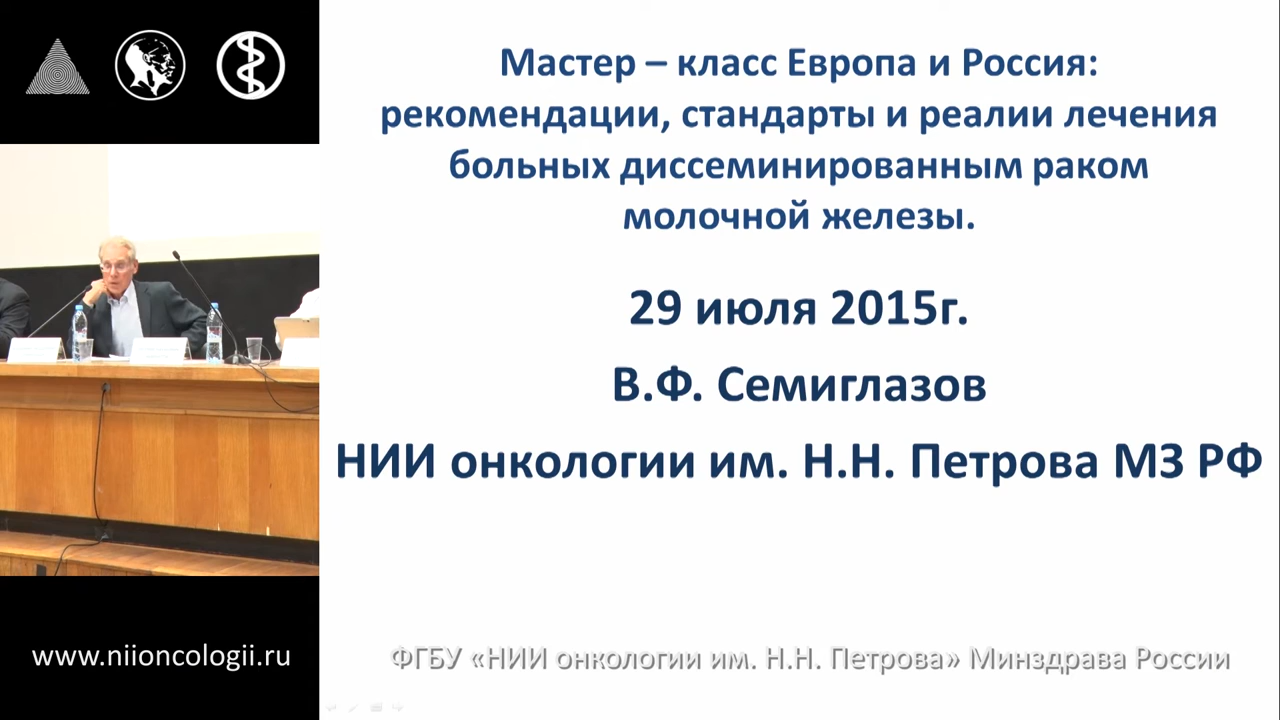 Мастер – класс Европа и Россия:
рекомендации, стандарты и реалии лечения
больных диссеминированным раком
молочной железы.
29 июля 2015г.
В.Ф. Семиглазов
НИИ онкологии им. Н.Н. Петрова МЗ РФ
www.niioncologii.ru
ФГБУ «НИИ онкологии им. Н.Н. Петрова» Минздрава России